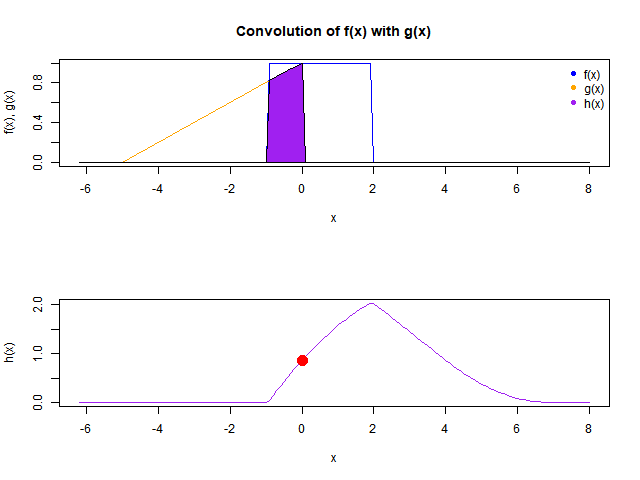 Convolution of f(x) with g(x)
f(x), g(x)
0.8
0.4
0.0
f(x)
g(x)
h(x)
-6 -4 -2 0 2 4 6 8
x
h(x)
2.0
1.0
0.0
-6 -4 -2 0 2 4 6 8
x